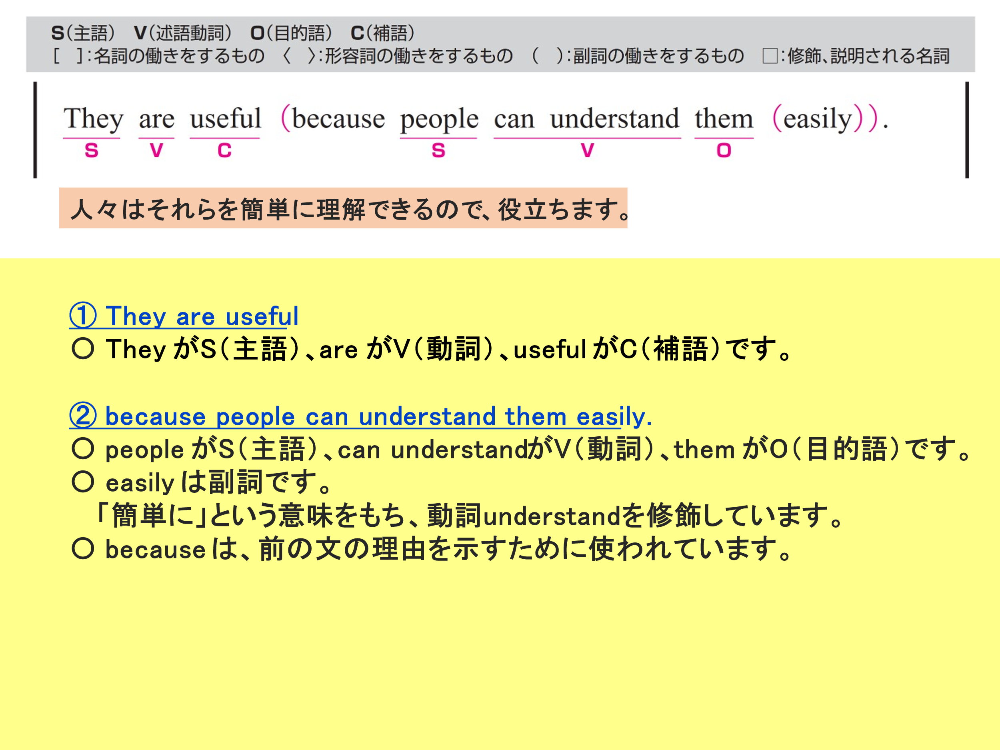 S（主語）　V（述語動詞）　O（目的語）　C（補語）
［　］：名詞の働きをするもの　〈　〉：形容詞の働きをするもの　（　）：副詞の働きをするもの　□：修飾、説明される名詞
They are useful (because people can understand them (easily)).
S V C S V O
人々はそれらを簡単に理解できるので、役立ちます。
① They are useful
○ They がS（主語）、are がV（動詞）、useful がC（補語）です。
② because people can understand them easily.
○ people がS（主語）、can understandがV（動詞）、them がO（目的語）です。
○ easily は副詞です。
「簡単に」という意味をもち、動詞understandを修飾しています。
○ because は、前の文の理由を示すために使われています。